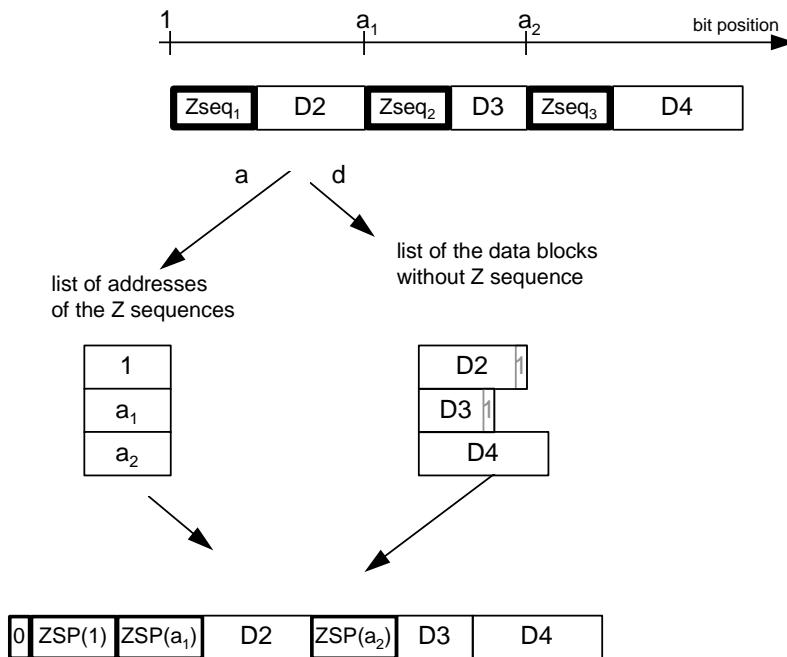 1 a₁ a₂ bit position
Zseq₁ D2 Zseq₂ D3 Zseq₃ D4
a d
list of the data blocks
without Z sequence
list of addresses
of the Z sequences
1
a₁
a₂
D2 1
D3 1
D4
0 ZSP(1) ZSP(a₁) D2 ZSP(a₂) D3 D4